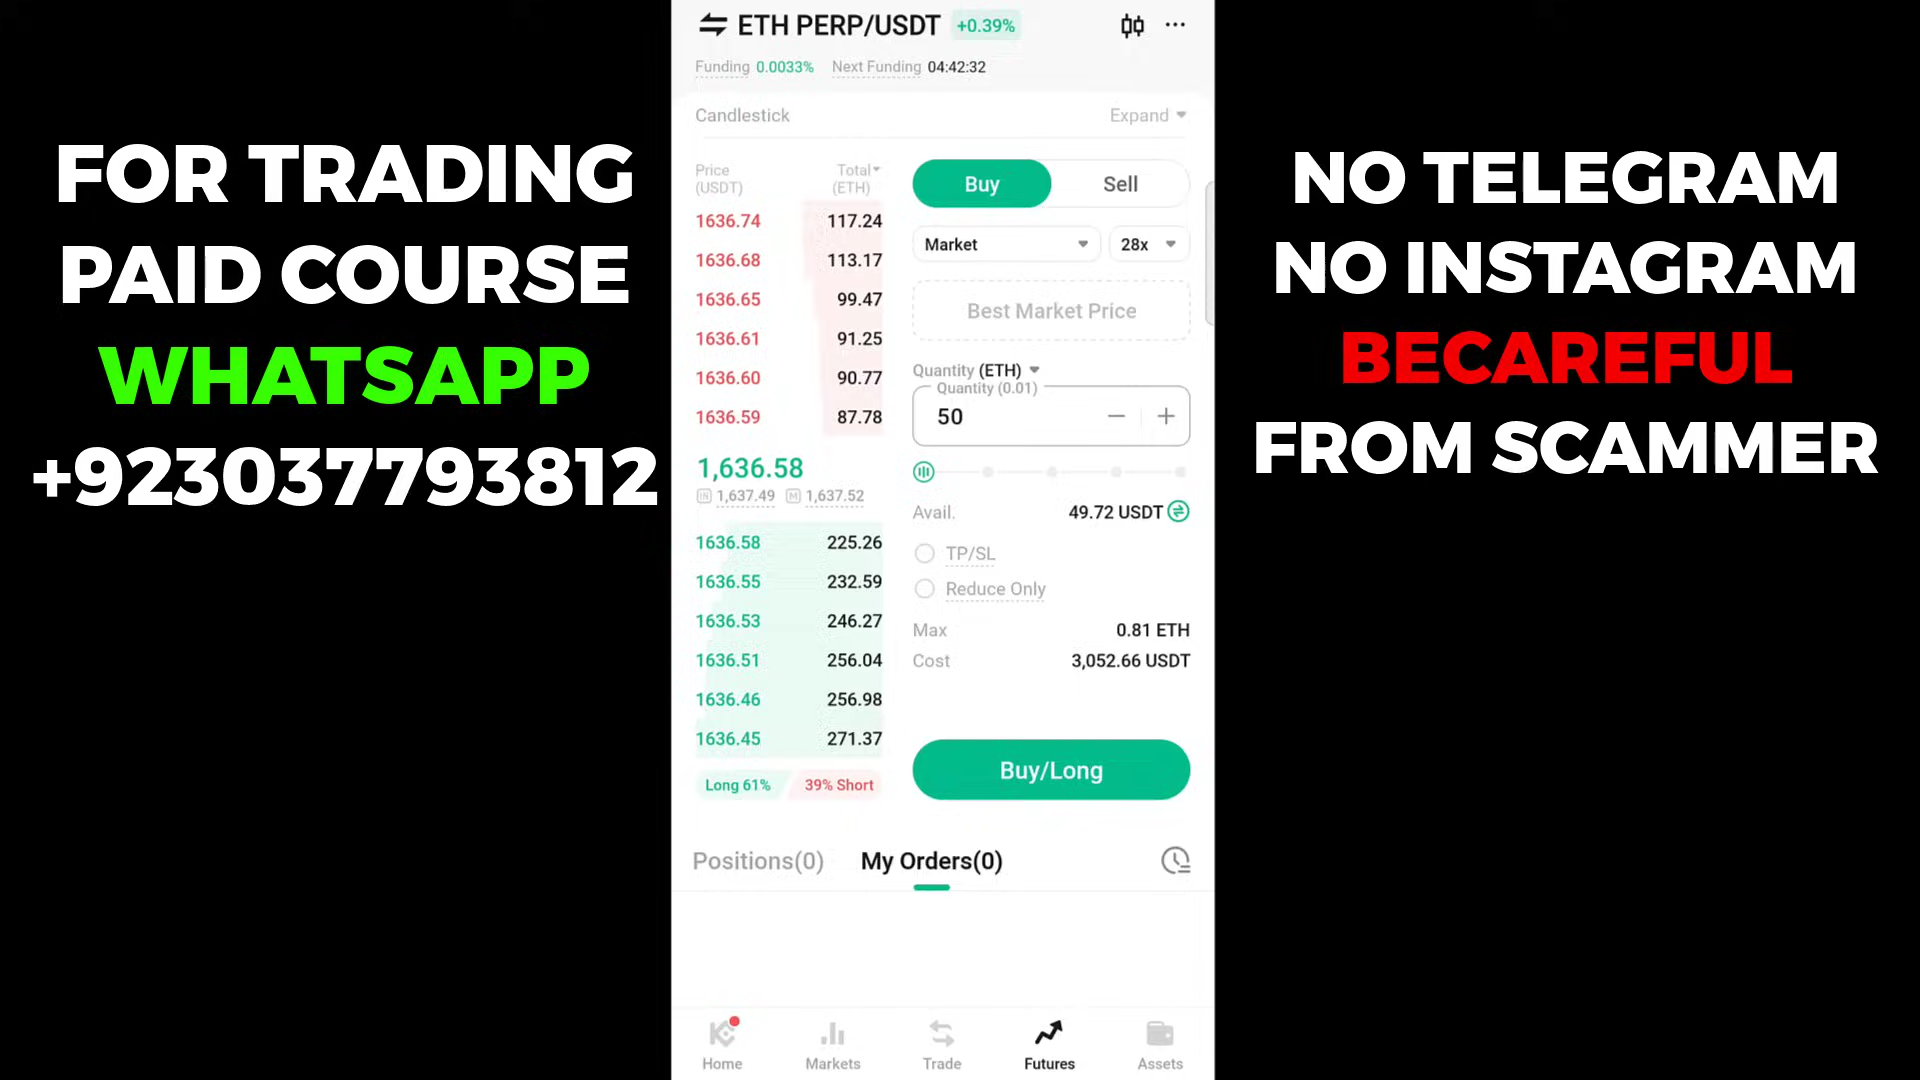 FOR TRADING
PAID COURSE
WHATSAPP
+923037793812
ETH PERP/USDT +0.39%
Funding 0.0033% Next Funding 04:42:32
Candlestick Expand
Price (USDT) Total (ETH)
1636.74 117.24
1636.68 113.17
1636.65 99.47
1636.61 91.25
1636.60 90.77
1636.59 87.78
1,636.58
IN 1,637.49 M 1,637.52
1636.58 225.26
1636.55 232.59
1636.53 246.27
1636.51 256.04
1636.46 256.98
1636.45 271.37
Long 61% 39% Short
Buy Sell
Market 28x
Best Market Price
Quantity (ETH)
Quantity (0.01)
50
Avail. 49.72 USDT
TP/SL
Reduce Only
Max 0.81 ETH
Cost 3,052.66 USDT
Buy/Long
Positions(0) My Orders(0)
Home Markets Trade Futures Assets
NO TELEGRAM
NO INSTAGRAM
BECAREFUL
FROM SCAMMER